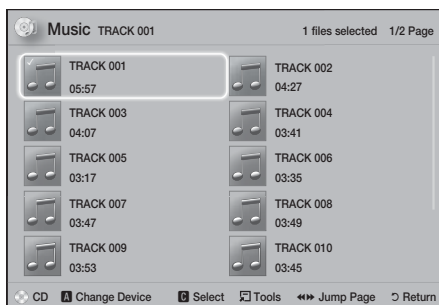 Music TRACK 001 1 files selected 1/2 Page
TRACK 001
05:57
TRACK 002
04:27
TRACK 003
04:07
TRACK 004
03:41
TRACK 005
03:17
TRACK 006
03:35
TRACK 007
03:47
TRACK 008
03:49
TRACK 009
03:53
TRACK 010
03:45
CD A Change Device C Select Tools Jump Page Return